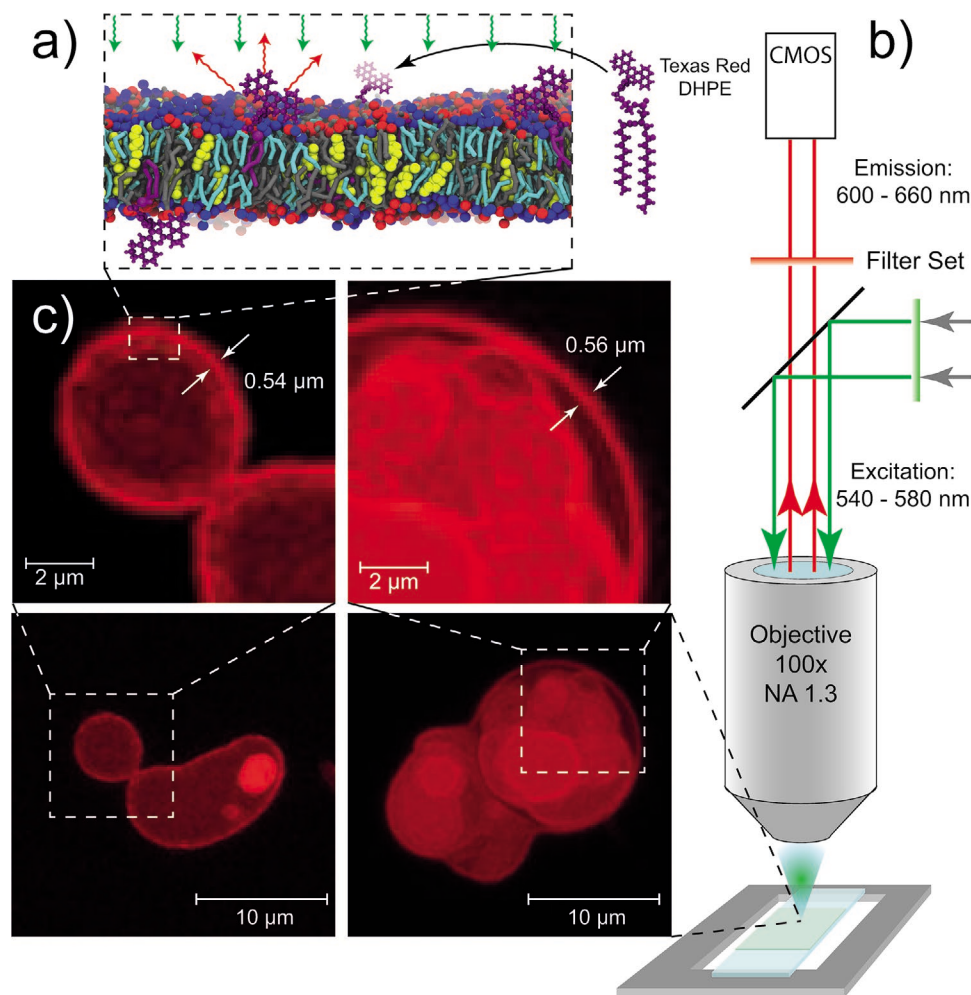 a)
Texas Red
DHPE
b)
CMOS
Emission:
600 - 660 nm
Filter Set
c)
0.54 µm
0.56 µm
Excitation:
540 - 580 nm
2 µm
2 µm
Objective
100x
NA 1.3
10 µm
10 µm